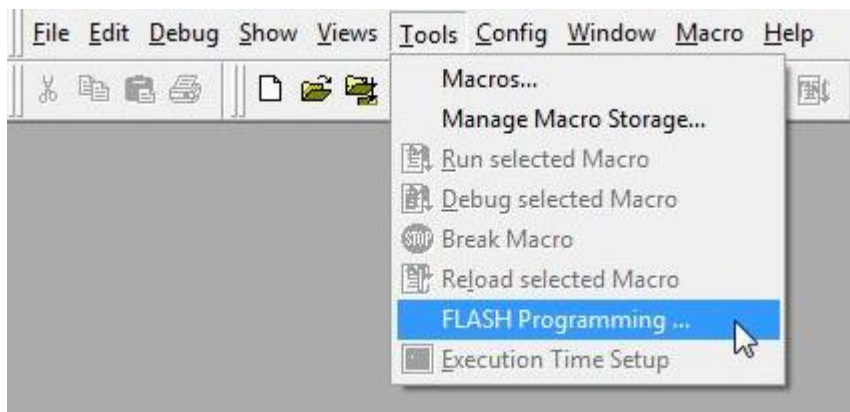 File Edit Debug Show Views Tools Config Window Macro Help
Macros...
Manage Macro Storage...
Run selected Macro
Debug selected Macro
STOP Break Macro
Reload selected Macro
FLASH Programming ...
Execution Time Setup